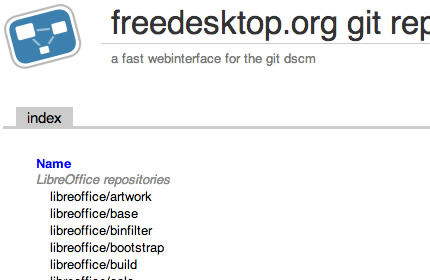 freedesktop.org git rep
a fast webinterface for the git dscm
index
Name
LibreOffice repositories
libreoffice/artwork
libreoffice/base
libreoffice/binfilter
libreoffice/bootstrap
libreoffice/build